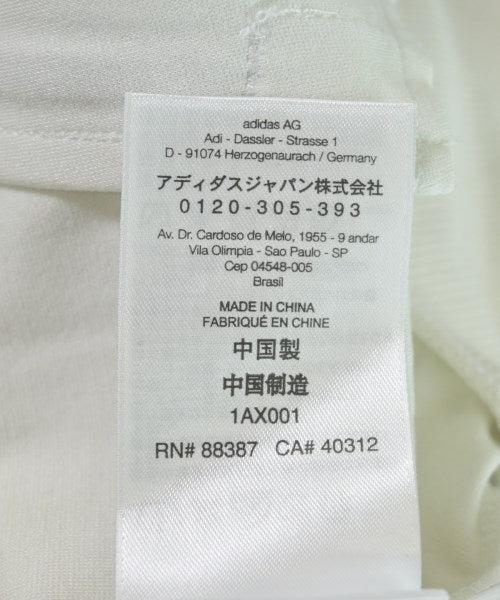 adidas AG
Adi - Dassler - Strasse 1
D - 91074 Herzogenaurach / Germany
アディダスジャパン株式会社
0120-305-393
Av. Dr. Cardoso de Melo, 1955 - 9 andar
Vila Olimpia - Sao Paulo - SP
Cep 04548-005
Brasil
MADE IN CHINA
FABRIQUÉ EN CHINE
中国製
中国制造
1AX001
RN# 88387 CA# 40312